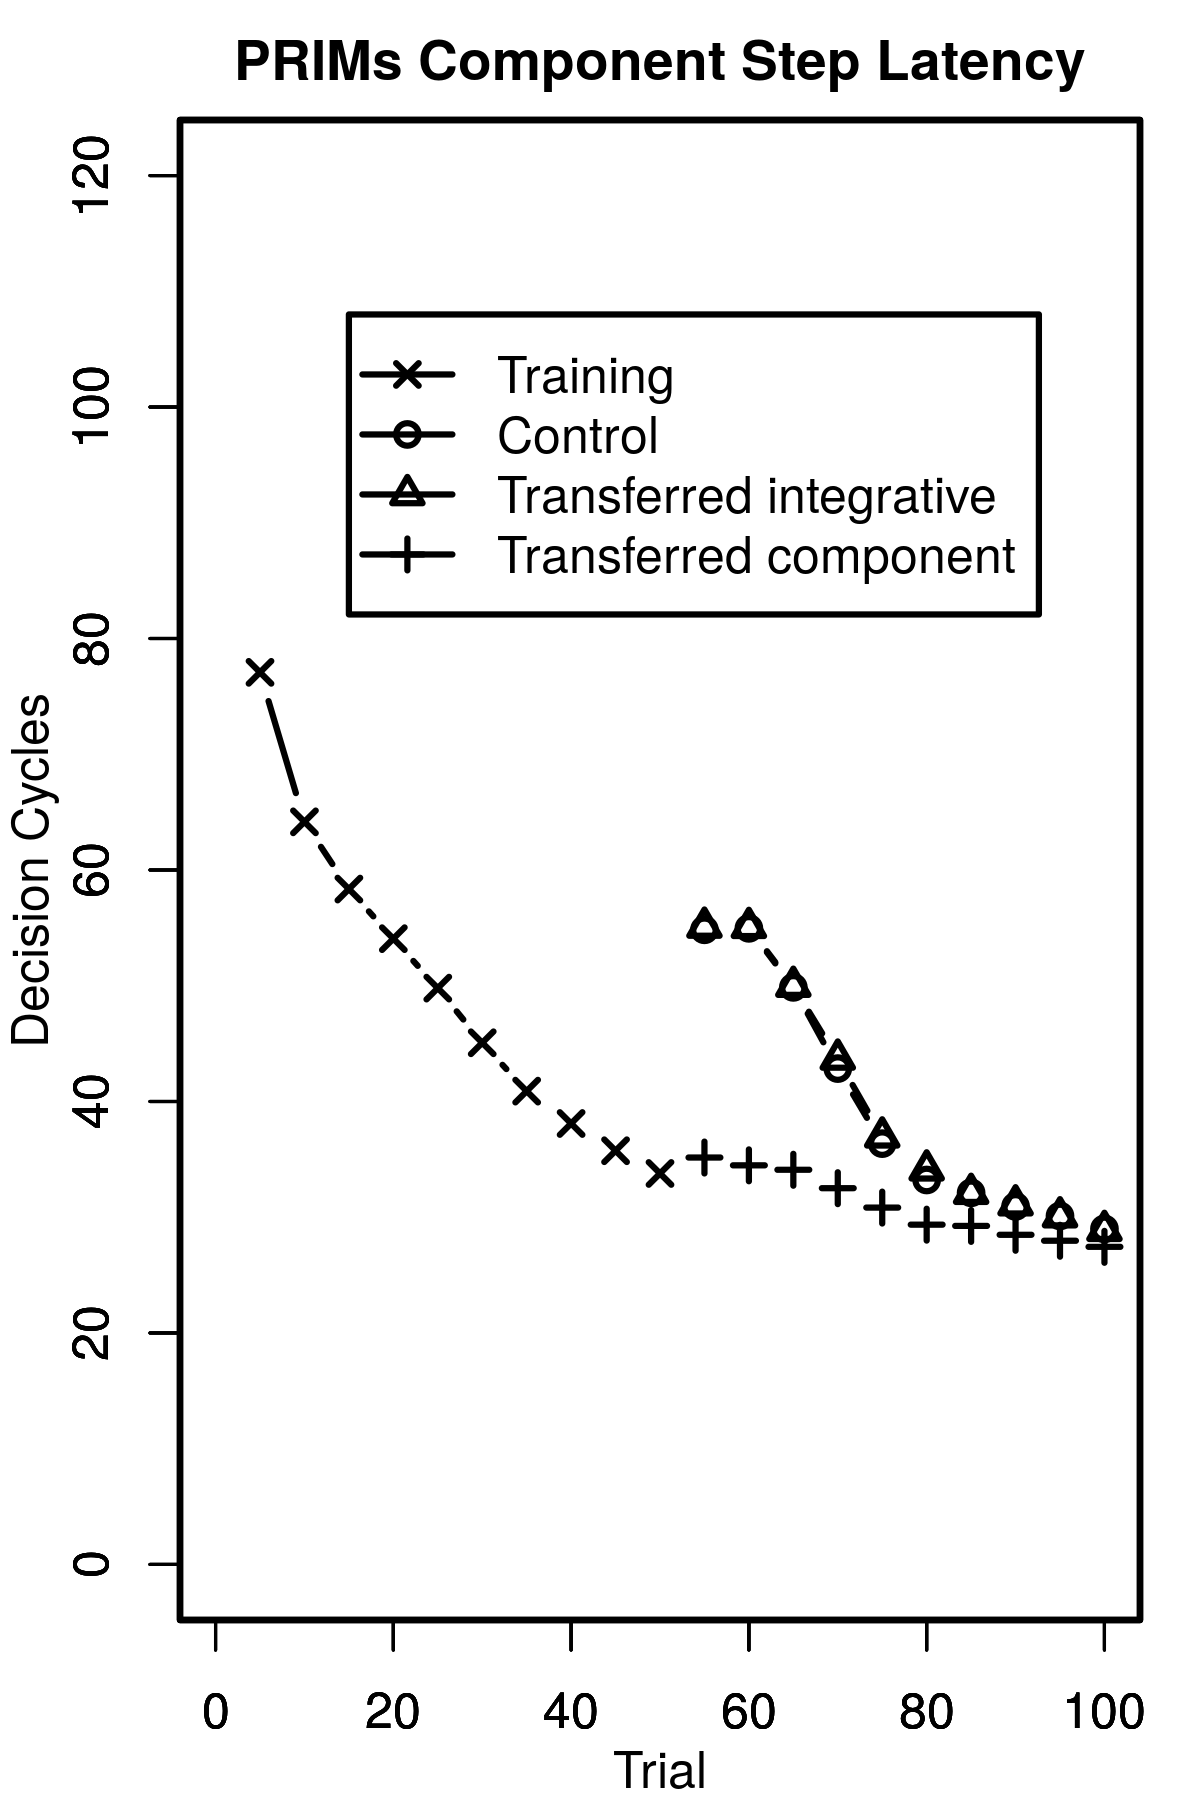 PRIMs Component Step Latency
120
100
80
60
40
20
0
Decision Cycles
Training
Control
Transferred integrative
Transferred component
0 20 40 60 80 100
Trial